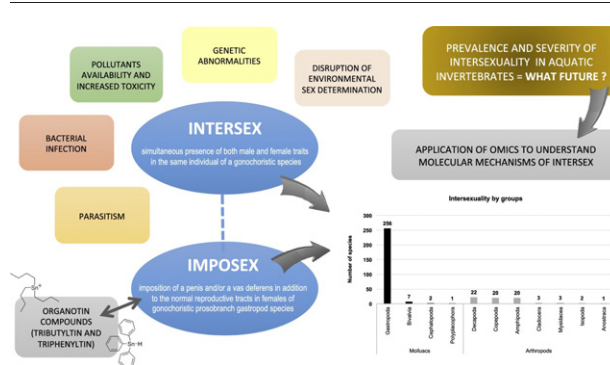 GENETIC
ABNORMALITIES
POLLUTANTS
AVAILABILITY AND
INCREASED TOXICITY
DISRUPTION OF
ENVIRONMENTAL
SEX DETERMINATION
PREVALENCE AND SEVERITY OF
INTERSEXUALITY IN AQUATIC
INVERTEBRATES = WHAT FUTURE ?
BACTERIAL
INFECTION
INTERSEX
simultaneous presence of both male and female traits
in the same individual of a gonochoristic species
APPLICATION OF OMICS TO UNDERSTAND
MOLECULAR MECHANISMS OF INTERSEX
PARASITISM
IMPOSEX
imposition of a penis and/or a vas deferens in addition
to the normal reproductive tracts in females of
gonochoristic prosobranch gastropod species
ORGANOTIN
COMPOUNDS
(TRIBUTYLTIN AND
TRIPHENYLTIN)
Sn+
Sn-H
Intersexuality by groups
Number of species
300
250
200
150
100
50
0
256
7
2
1
22
20
20
3
3
2
1
Gastropoda
Bivalvia
Cephalopoda
Polyplacophora
Decapoda
Copepoda
Amphipoda
Cladocera
Mysidacea
Isopoda
Anostraca
Mollusca
Arthropods